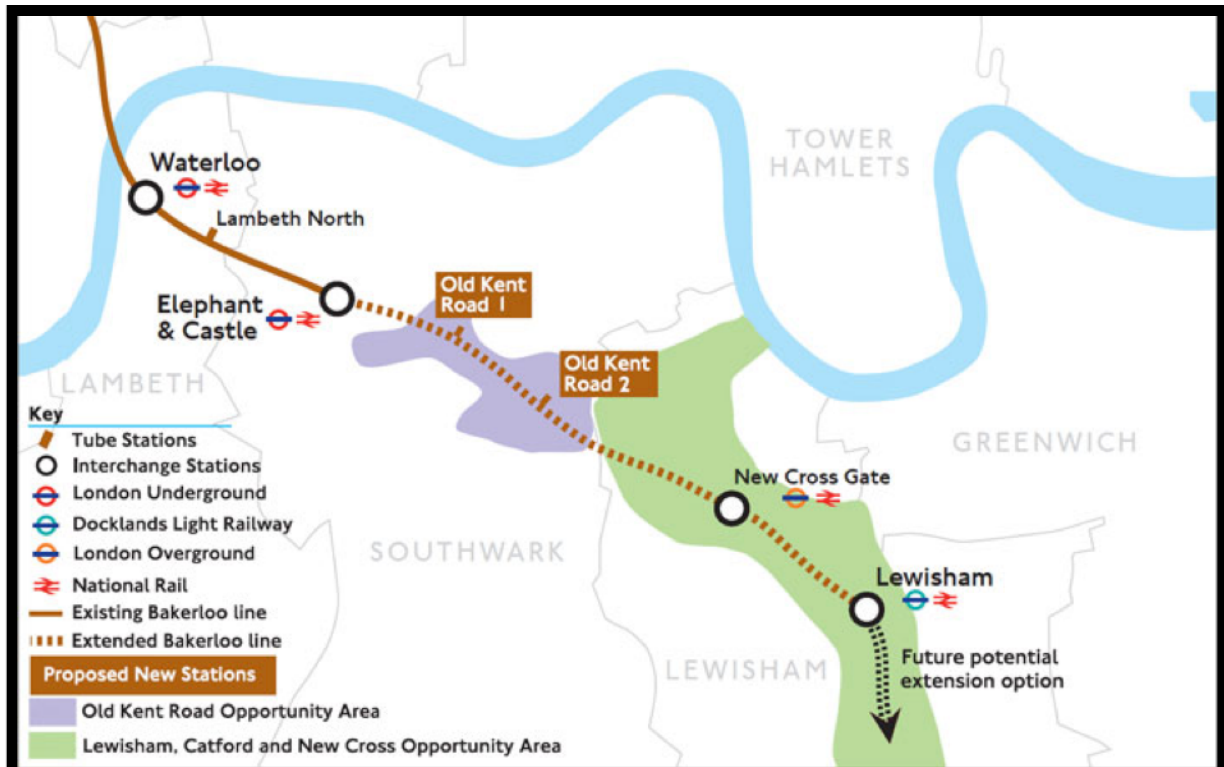 TOWER
HAMLETS
Waterloo
Lambeth North
Old Kent
Road 1
Elephant
& Castle
Old Kent
Road 2
LAMBETH
GREENWICH
New Cross Gate
SOUTHWARK
Lewisham
LEWISHAM
Future potential
extension option
Key
Tube Stations
Interchange Stations
London Underground
Docklands Light Railway
London Overground
National Rail
Existing Bakerloo line
Extended Bakerloo line
Proposed New Stations
Old Kent Road Opportunity Area
Lewisham, Catford and New Cross Opportunity Area